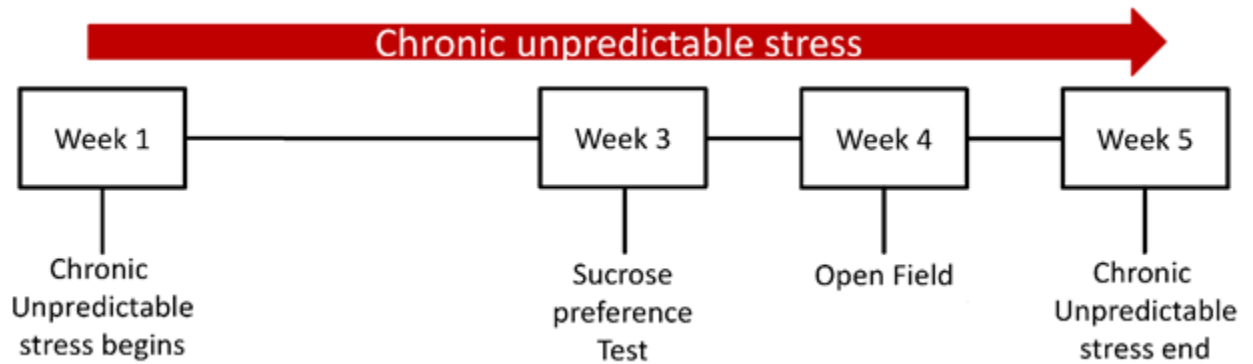 Chronic unpredictable stress
Week 1
Week 3
Week 4
Week 5
Chronic
Unpredictable
stress begins
Sucrose
preference
Test
Open Field
Chronic
Unpredictable
stress end